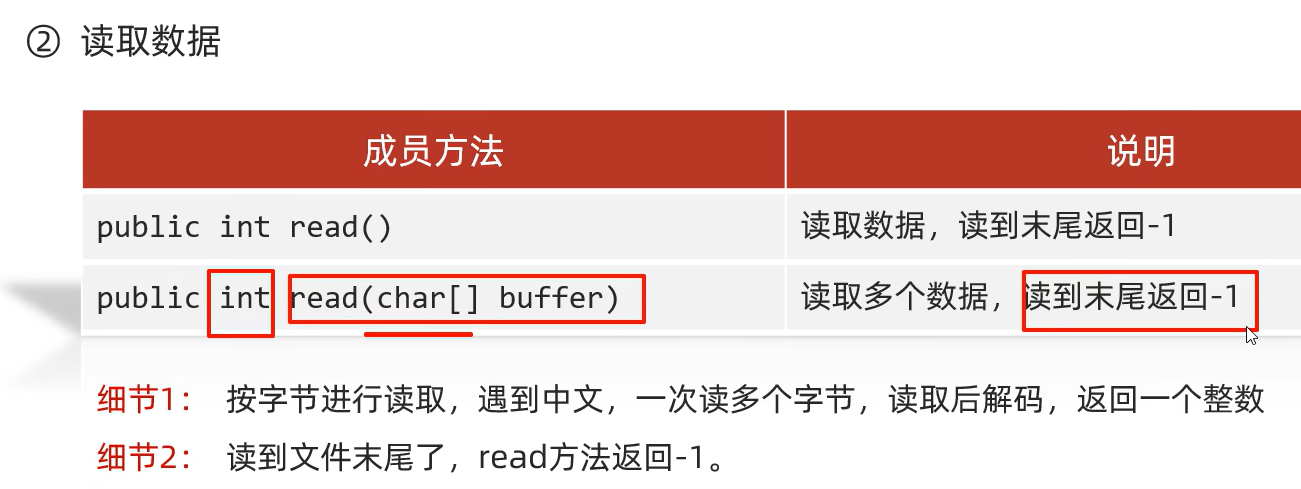 ② 读取数据
成员方法 说明
public int read() 读取数据，读到末尾返回-1
public int read(char[] buffer) 读取多个数据，读到末尾返回-1
细节1： 按字节进行读取，遇到中文，一次读多个字节，读取后解码，返回一个整数
细节2： 读到文件末尾了，read方法返回-1。